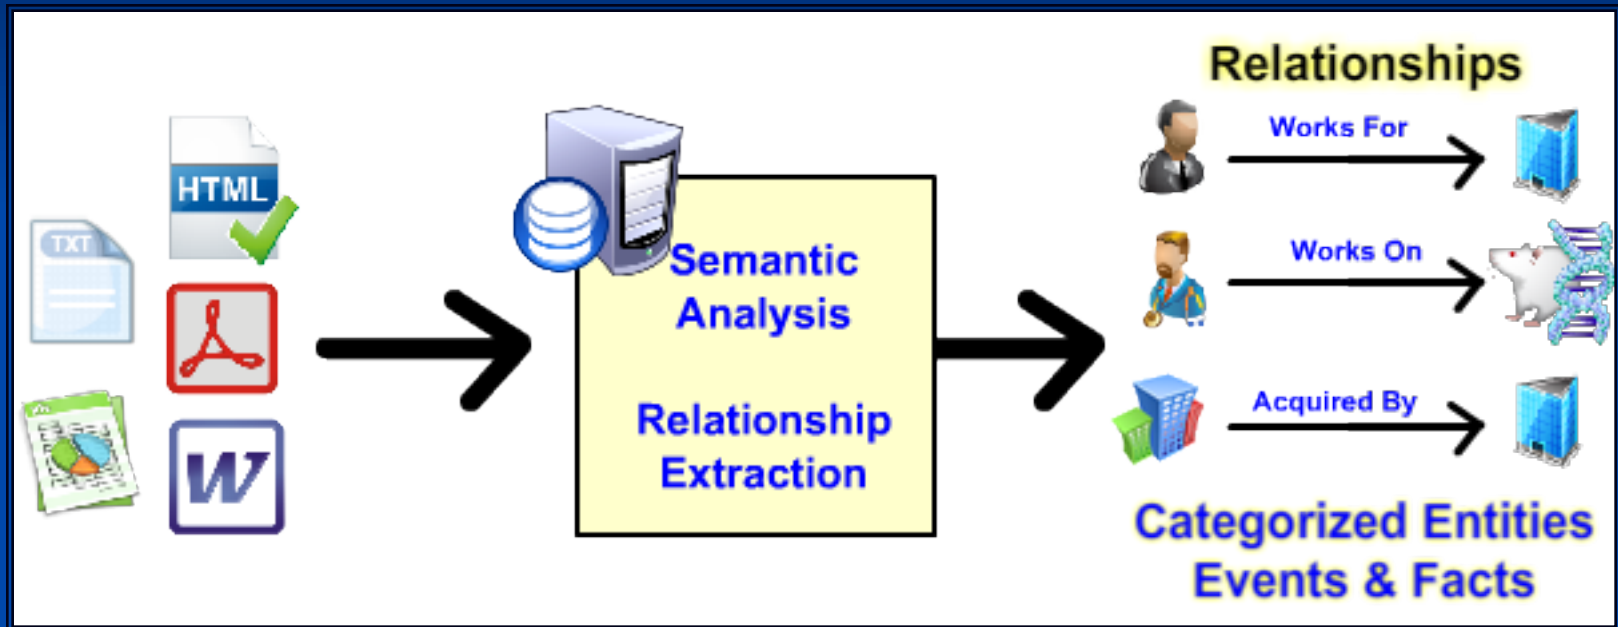 TXT
HTML
W
Semantic
Analysis
Relationship
Extraction
Relationships
Works For
Works On
Acquired By
Categorized Entities
Events & Facts